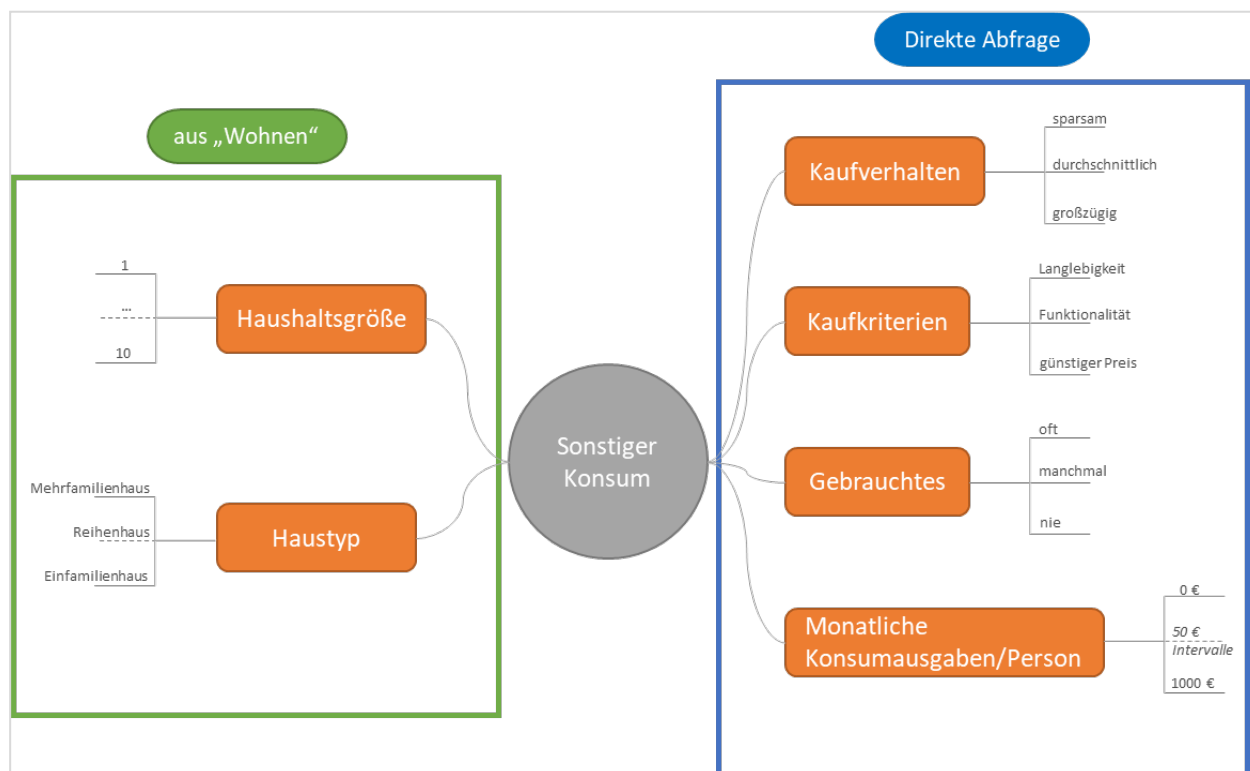 Direkte Abfrage
aus „Wohnen“
Kaufverhalten
sparsam
durchschnittlich
großzügig
Haushaltsgröße
1
...
10
Kaufkriterien
Langlebigkeit
Funktionalität
günstiger Preis
Sonstiger
Konsum
Haustyp
Mehrfamilienhaus
Reihenhaus
Einfamilienhaus
Gebrauchtes
oft
manchmal
nie
Monatliche
Konsumausgaben/Person
0 €
50 €
Intervalle
1000 €